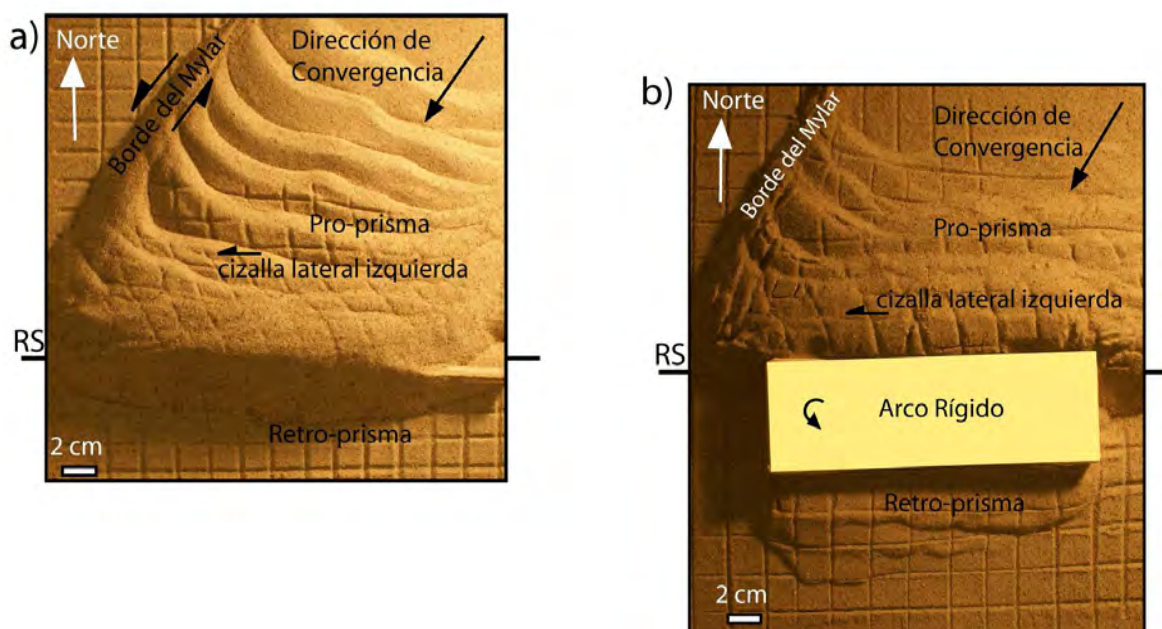 a)
Norte
Borde del Mylar
Dirección de
Convergencia
Pro-prisma
cizalla lateral izquierda
RS
Retro-prisma
2 cm
b)
Norte
Borde del Mylar
Dirección de
Convergencia
Pro-prisma
cizalla lateral izquierda
RS
Arco Rígido
Retro-prisma
2 cm